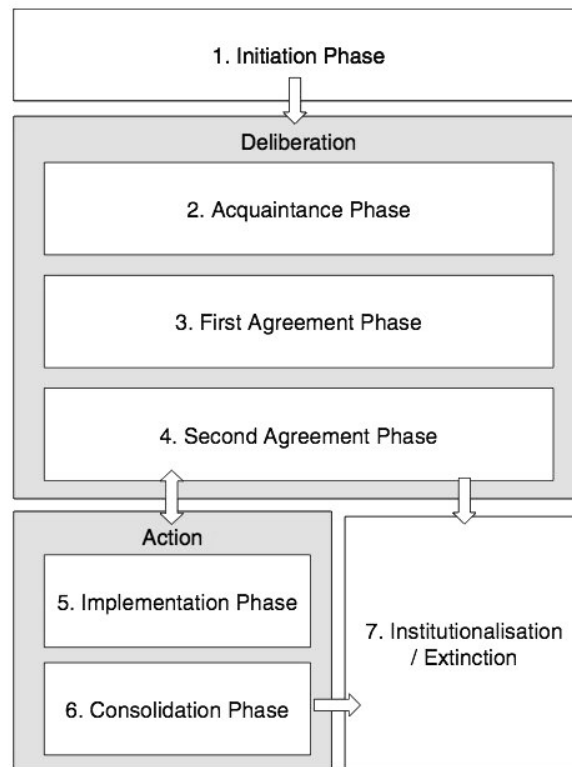 1. Initiation Phase
Deliberation
2. Acquaintance Phase
3. First Agreement Phase
4. Second Agreement Phase
Action
5. Implementation Phase
6. Consolidation Phase
7. Institutionalisation
/ Extinction